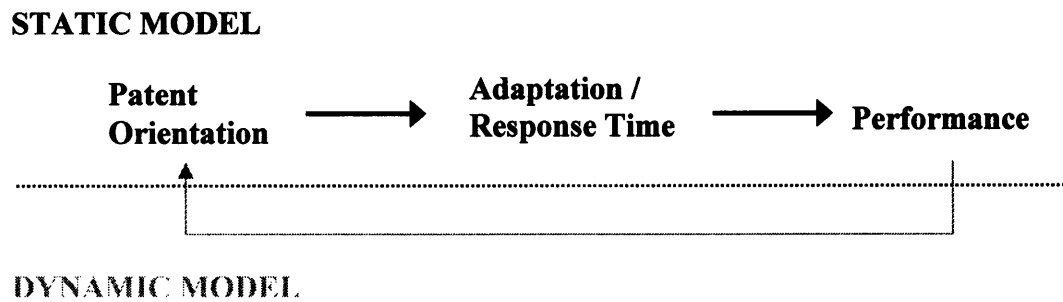 STATIC MODEL
Patent
Orientation
Adaptation /
Response Time
Performance
DYNAMIC MODEL